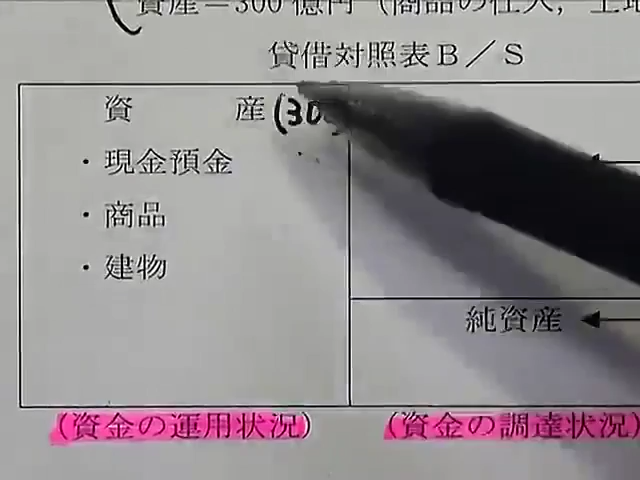 資産＝300億円（商品の仕入，土地
貸借対照表Ｂ／Ｓ
資 産(30
・現金預金
・商品
・建物
純資産
（資金の運用状況）
（資金の調達状況）